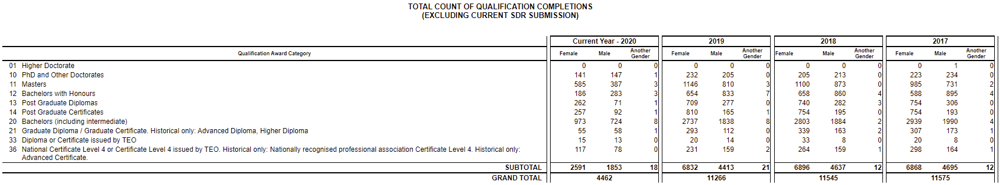 TOTAL COUNT OF QUALIFICATION COMPLETIONS
(EXCLUDING CURRENT SDR SUBMISSION)
Current Year - 2020 2019 2018 2017
Qualification Award Category Female Male Another Gender Female Male Another Gender Female Male Another Gender Female Male Another Gender
01 Higher Doctorate 0 0 0 0 0 0 0 0 0 0 1 0
10 PhD and Other Doctorates 141 147 1 232 205 0 205 213 0 223 234 0
11 Masters 585 387 3 1146 810 3 1100 873 0 985 731 2
12 Bachelors with Honours 186 283 3 654 833 7 658 860 4 588 895 4
13 Post Graduate Diplomas 262 71 1 709 277 0 740 282 3 754 306 0
14 Post Graduate Certificates 257 92 1 810 165 1 754 195 0 754 193 0
20 Bachelors (including intermediate) 973 724 8 2737 1838 8 2803 1884 2 2939 1990 4
21 Graduate Diploma / Graduate Certificate. Historical only: Advanced Diploma, Higher Diploma 55 58 1 293 112 0 339 163 2 307 173 1
33 Diploma or Certificate issued by TEO 15 13 0 20 14 0 33 8 0 20 8 0
36 National Certificate Level 4 or Certificate Level 4 issued by TEO. Historical only: Nationally recognised professional association Certificate Level 4. Historical only: 117 78 0 231 159 2 264 159 1 298 164 1
Advanced Certificate.
SUBTOTAL 2591 1853 18 6832 4413 21 6896 4637 12 6868 4695 12
GRAND TOTAL 4462 11266 11545 11575